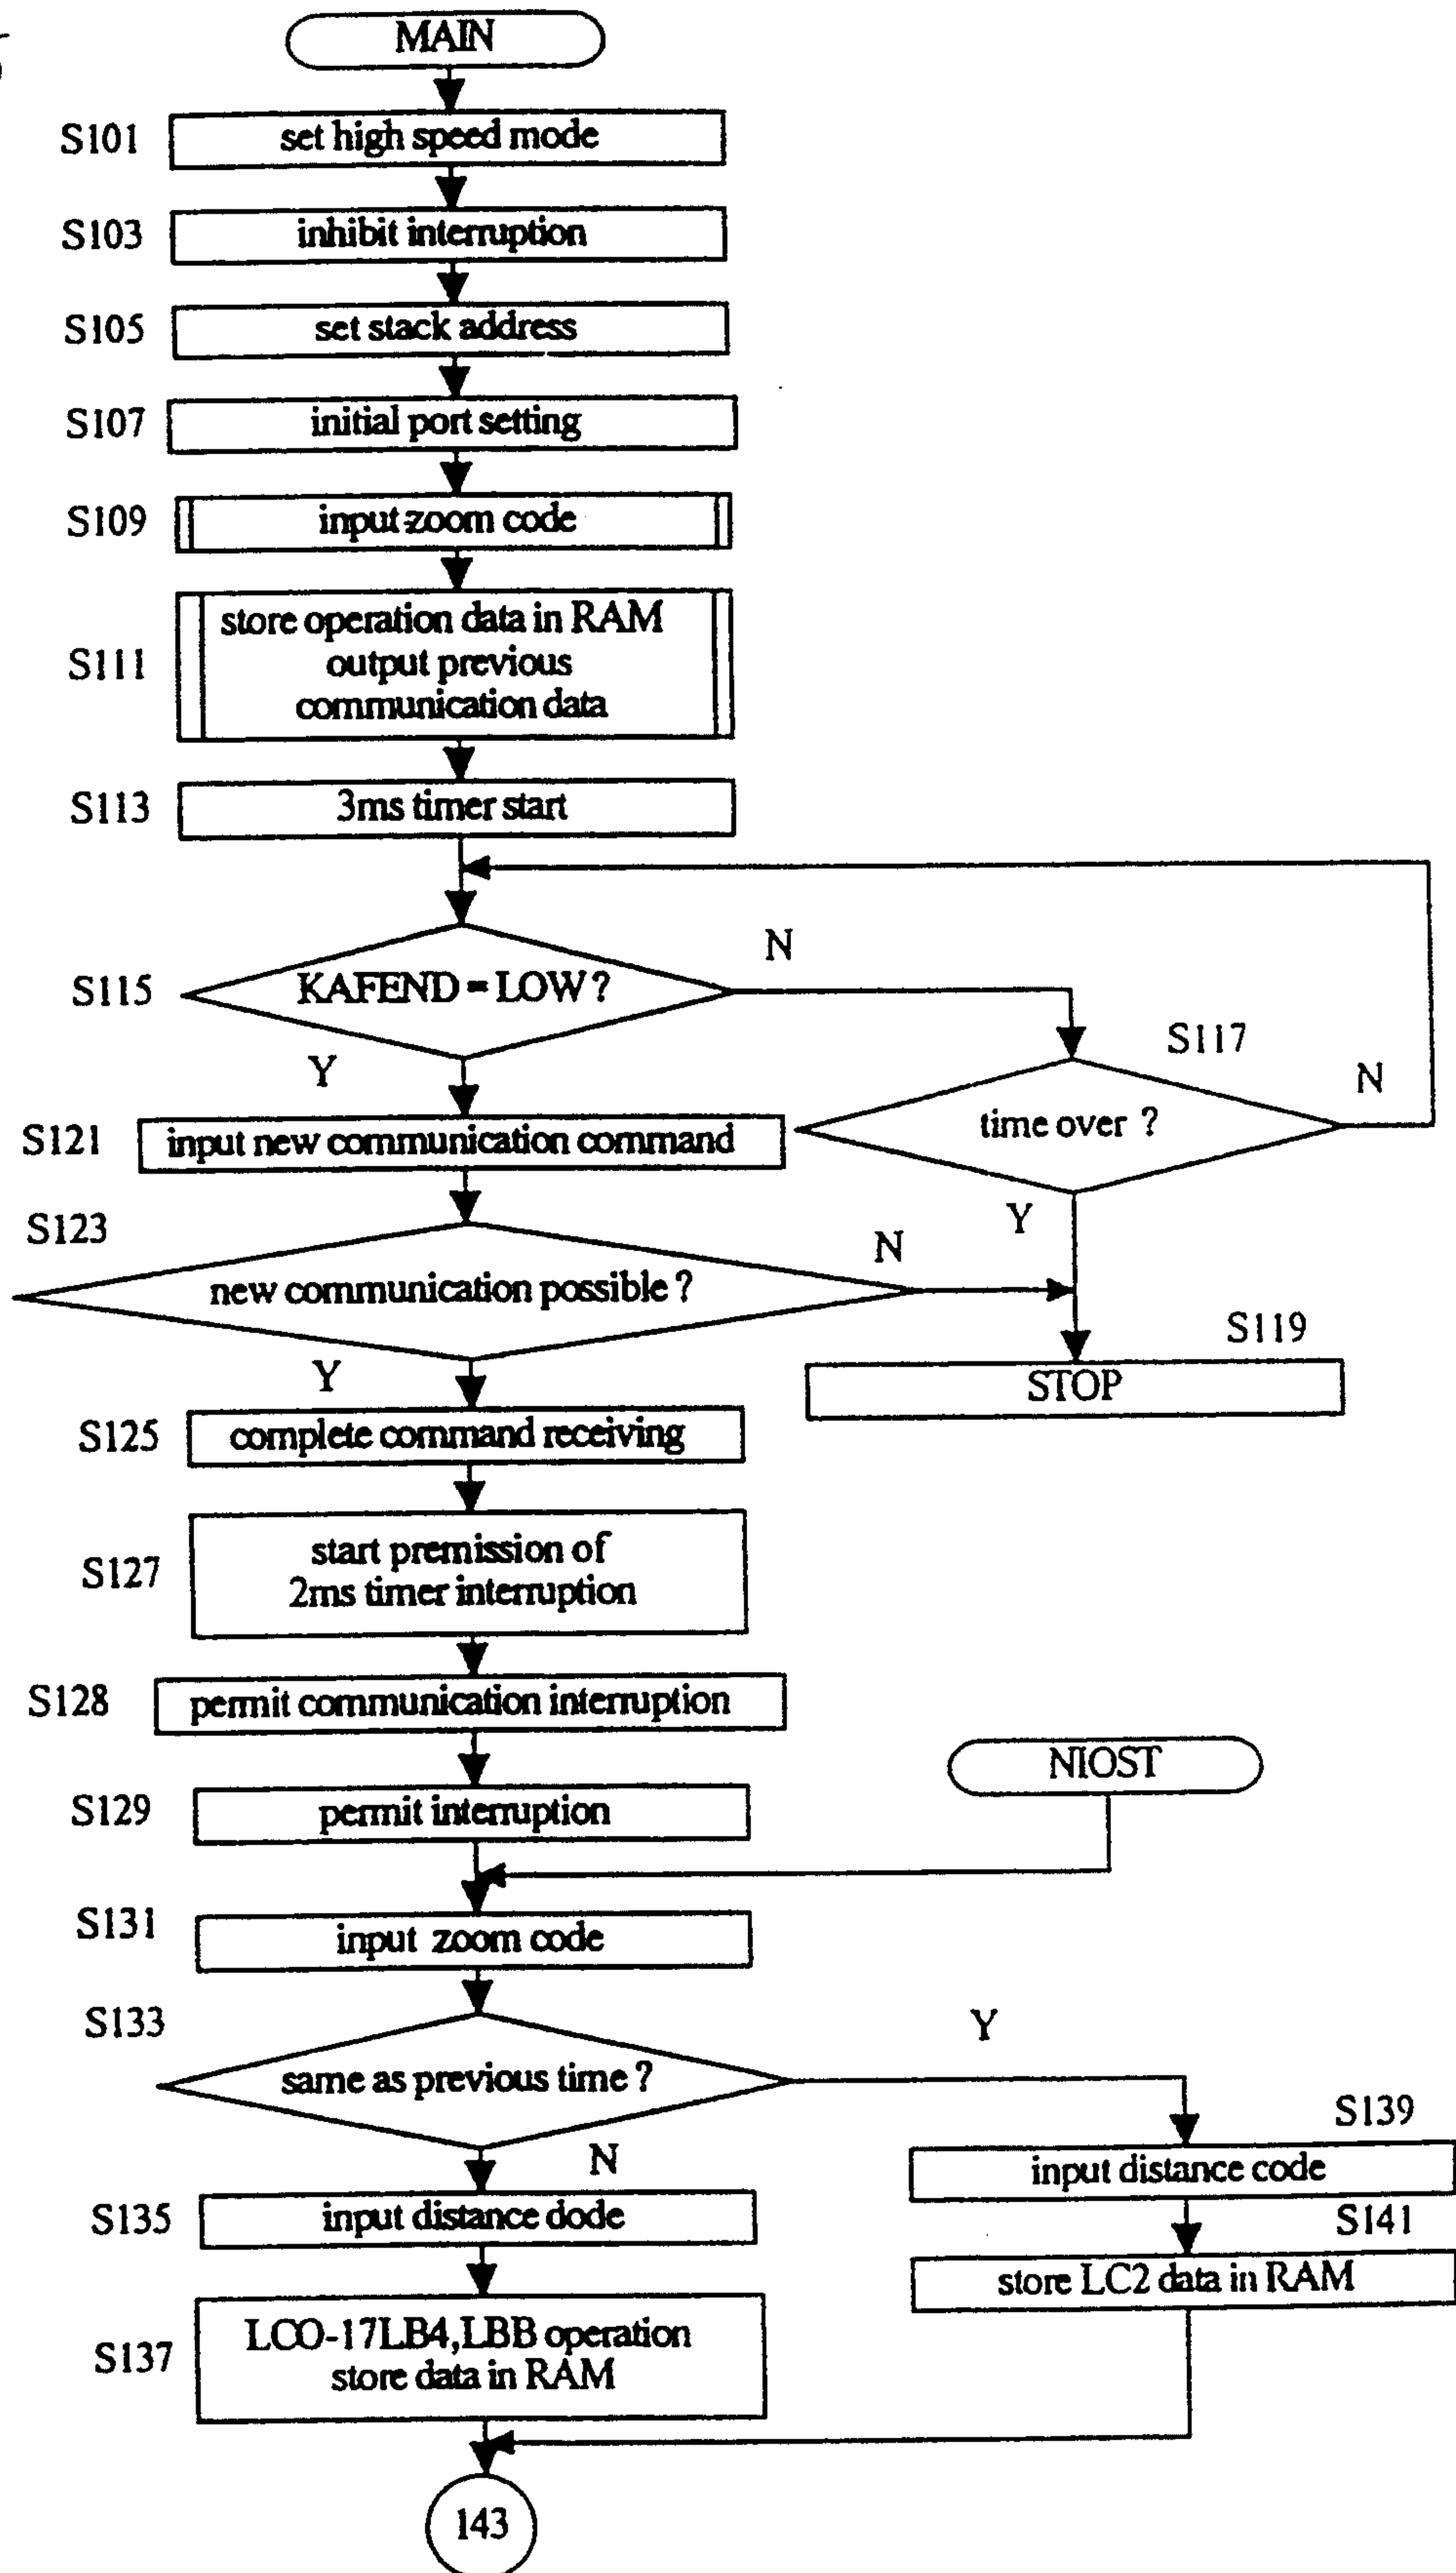 MAIN
S101
set high speed mode
S103
inhibit interruption
S105
set stack address
S107
initial port setting
S109
input zoom code
S111
store operation data in RAM
output previous
communication data
S113
3ms timer start
S115
KAFEND = LOW ?
N
Y
S117
time over ?
N
Y
S121
input new communication command
S123
new communication possible ?
N
Y
S119
STOP
S125
complete command receiving
S127
start premission of
2ms timer interruption
S128
permit communication interruption
S129
permit interruption
NIOST
S131
input zoom code
S133
same as previous time ?
Y
N
S139
input distance code
S135
input distance dode
S141
store LC2 data in RAM
S137
LCO-17LB4,LBB operation
store data in RAM
143